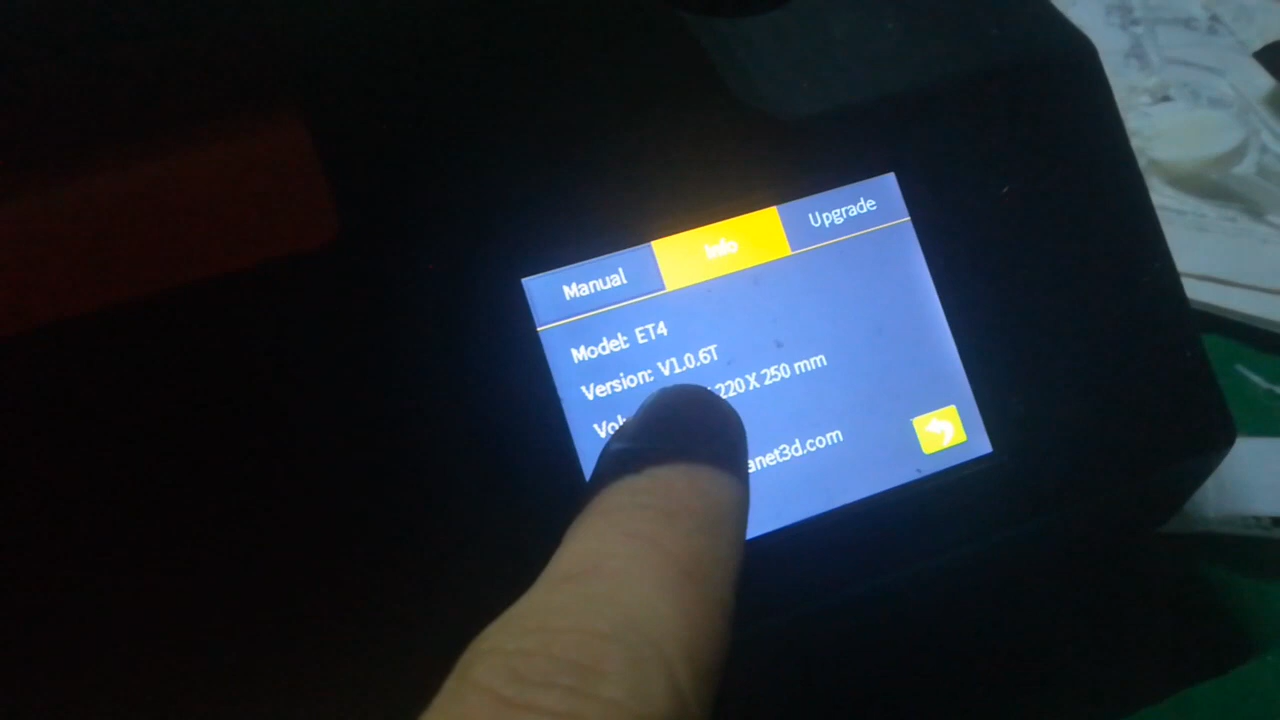 Manual Info Upgrade
Model: ET4
Version: V1.0.6T
220 X 250 mm
anet3d.com